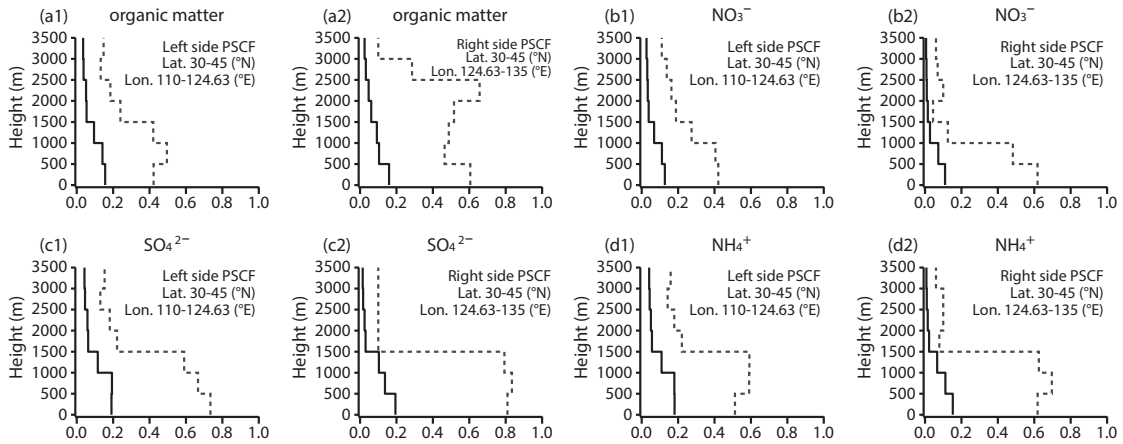 (a1) organic matter
Height (m)
3500
3000
2500
2000
1500
1000
500
0
Left side PSCF
Lat. 30-45 (°N)
Lon. 110-124.63 (°E)
0.0 0.2 0.4 0.6 0.8 1.0
(a2) organic matter
Height (m)
3500
3000
2500
2000
1500
1000
500
0
Right side PSCF
Lat. 30-45 (°N)
Lon. 124.63-135 (°E)
0.0 0.2 0.4 0.6 0.8 1.0
(b1) NO₃⁻
Height (m)
3500
3000
2500
2000
1500
1000
500
0
Left side PSCF
Lat. 30-45 (°N)
Lon. 110-124.63 (°E)
0.0 0.2 0.4 0.6 0.8 1.0
(b2) NO₃⁻
Height (m)
3500
3000
2500
2000
1500
1000
500
0
Right side PSCF
Lat. 30-45 (°N)
Lon. 124.63-135 (°E)
0.0 0.2 0.4 0.6 0.8 1.0
(c1) SO₄²⁻
Height (m)
3500
3000
2500
2000
1500
1000
500
0
Left side PSCF
Lat. 30-45 (°N)
Lon. 110-124.63 (°E)
0.0 0.2 0.4 0.6 0.8 1.0
(c2) SO₄²⁻
Height (m)
3500
3000
2500
2000
1500
1000
500
0
Right side PSCF
Lat. 30-45 (°N)
Lon. 124.63-135 (°E)
0.0 0.2 0.4 0.6 0.8 1.0
(d1) NH₄⁺
Height (m)
3500
3000
2500
2000
1500
1000
500
0
Left side PSCF
Lat. 30-45 (°N)
Lon. 110-124.63 (°E)
0.0 0.2 0.4 0.6 0.8 1.0
(d2) NH₄⁺
Height (m)
3500
3000
2500
2000
1500
1000
500
0
Right side PSCF
Lat. 30-45 (°N)
Lon. 124.63-135 (°E)
0.0 0.2 0.4 0.6 0.8 1.0